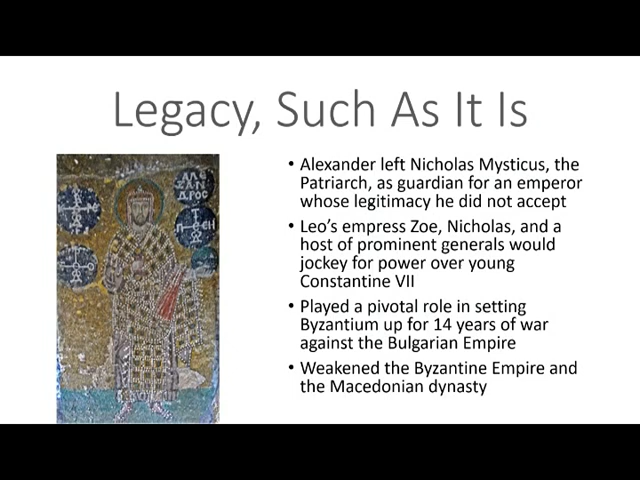 Legacy, Such As It Is
• Alexander left Nicholas Mysticus, the
Patriarch, as guardian for an emperor
whose legitimacy he did not accept
• Leo's empress Zoe, Nicholas, and a
host of prominent generals would
jockey for power over young
Constantine VII
• Played a pivotal role in setting
Byzantium up for 14 years of war
against the Bulgarian Empire
• Weakened the Byzantine Empire and
the Macedonian dynasty
ΑΛΕ
ΞΑΝΔ
ΡΟС